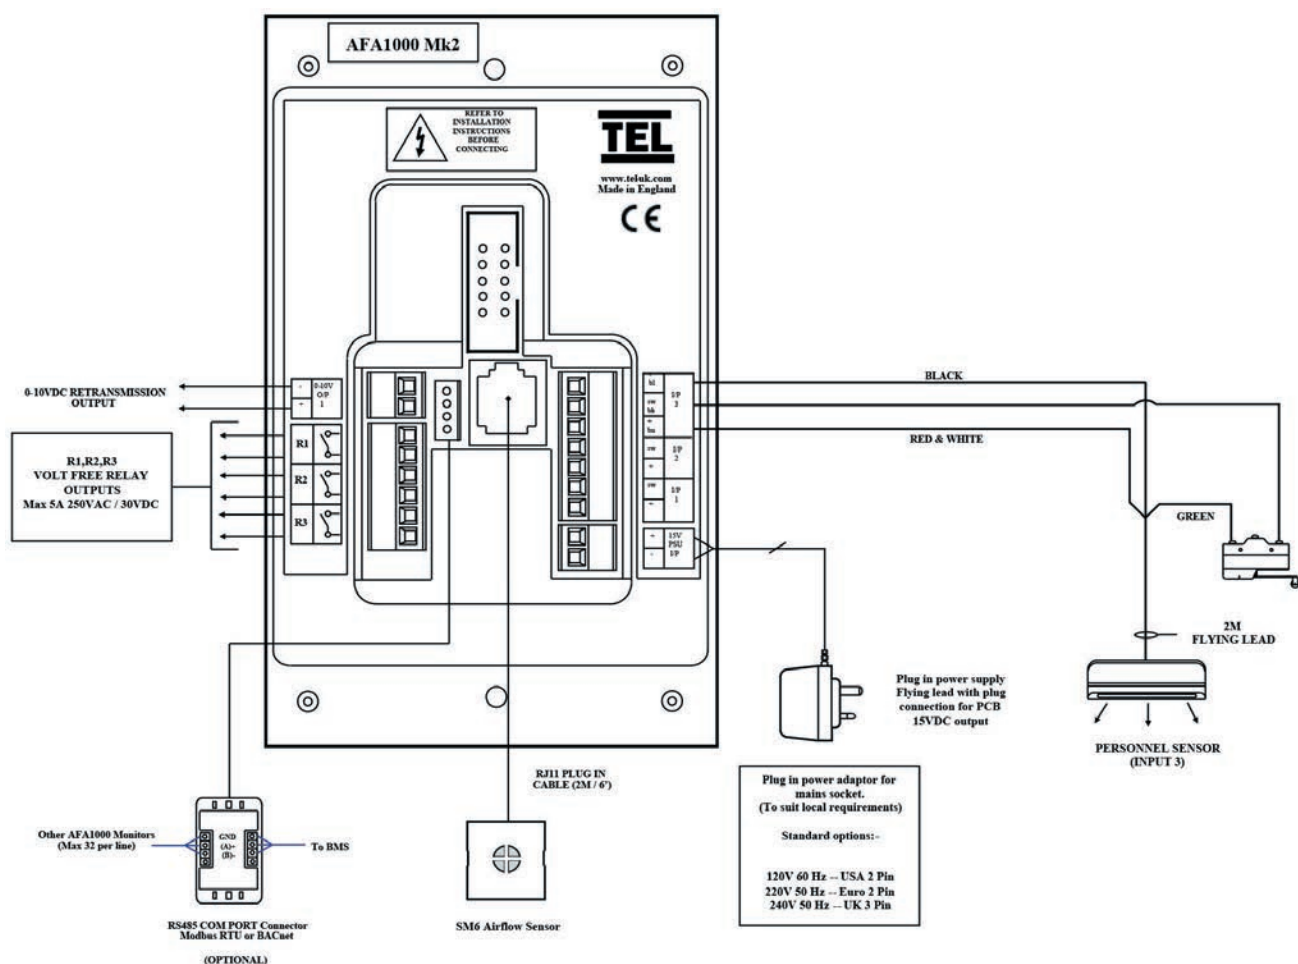 AFA1000 Mk2
REFER TO
INSTALLATION
INSTRUCTIONS
BEFORE
CONNECTING
TEL
www.tel-uk.com
Made in England
CE
0-10VDC RETRANSMISSION
OUTPUT
-
+
0-10V
O/P
1
R1,R2,R3
VOLT FREE RELAY
OUTPUTS
Max 5A 250VAC / 30VDC
R1
R2
R3
bl
sw
bk
+
bn
I/P
3
sw
+
I/P
2
sw
I/P
1
+
-
15V
PSU
I/P
BLACK
RED & WHITE
GREEN
2M
FLYING LEAD
PERSONNEL SENSOR
(INPUT 3)
Plug in power supply
Flying lead with plug
connection for PCB
15VDC output
Plug in power adaptor for
mains socket.
(To suit local requirements)
Standard options:-
120V 60 Hz -- USA 2 Pin
220V 50 Hz -- Euro 2 Pin
240V 50 Hz -- UK 3 Pin
RJ11 PLUG IN
CABLE (2M / 6')
SM6 Airflow Sensor
Other AFA1000 Monitors
(Max 32 per line)
GND
(A)+
(B)-
To BMS
RS485 COM PORT Connector
Modbus RTU or BACnet
(OPTIONAL)